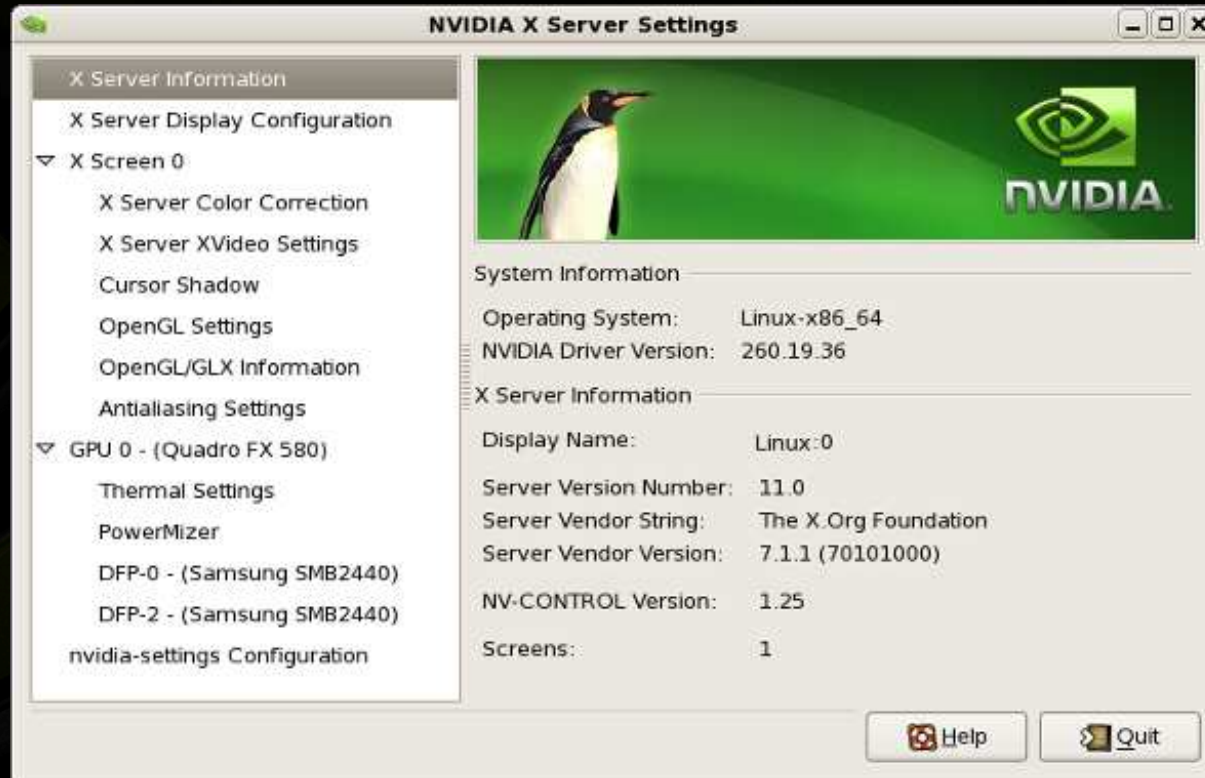 NVIDIA X Server Settings
X Server Information
X Server Display Configuration
X Screen 0
X Server Color Correction
X Server XVideo Settings
Cursor Shadow
OpenGL Settings
OpenGL/GLX Information
Antialiasing Settings
GPU 0 - (Quadro FX 580)
Thermal Settings
PowerMizer
DFP-0 - (Samsung SMB2440)
DFP-2 - (Samsung SMB2440)
nvidia-settings Configuration
NVIDIA
System Information
Operating System: Linux-x86_64
NVIDIA Driver Version: 260.19.36
X Server Information
Display Name: Linux:0
Server Version Number: 11.0
Server Vendor String: The X.Org Foundation
Server Vendor Version: 7.1.1 (70101000)
NV-CONTROL Version: 1.25
Screens: 1
Help Quit